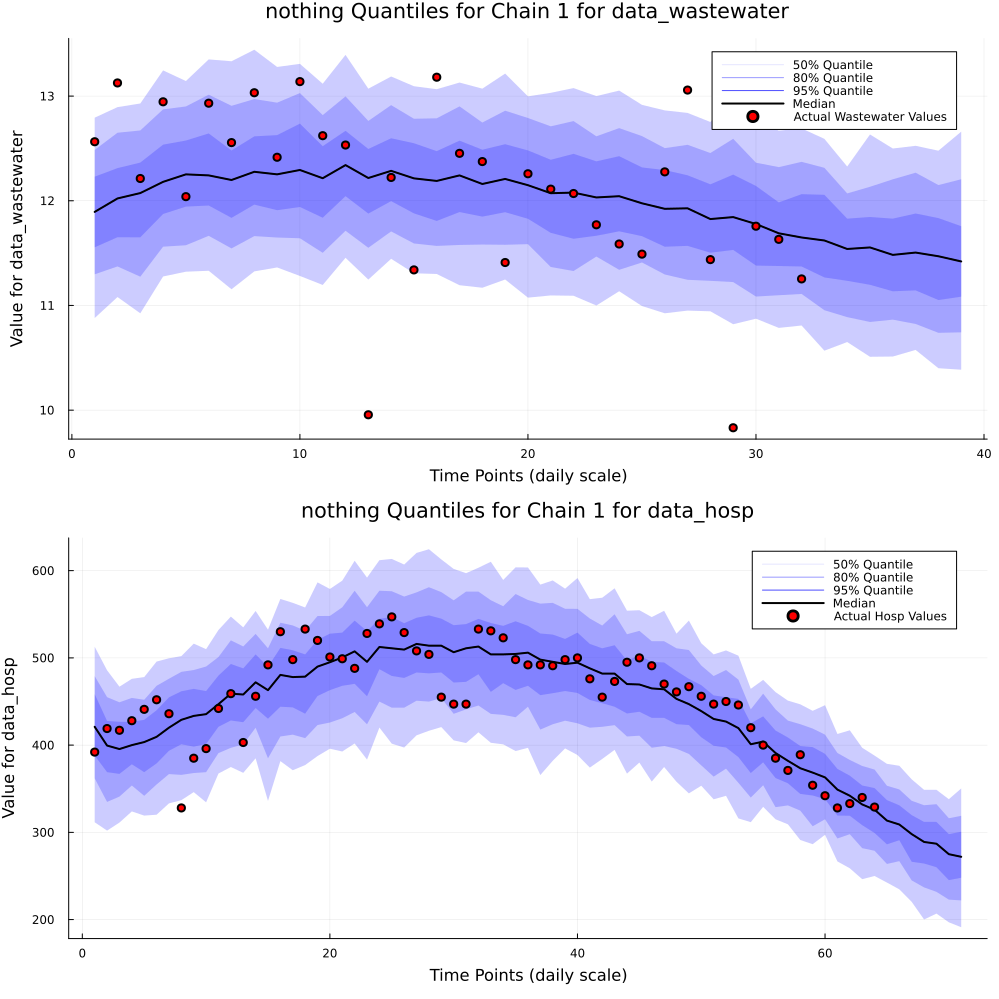 nothing Quantiles for Chain 1 for data_wastewater
50% Quantile
80% Quantile
95% Quantile
Median
Actual Wastewater Values
Value for data_wastewater
13
12
11
10
0
10
20
30
40
Time Points (daily scale)
nothing Quantiles for Chain 1 for data_hosp
50% Quantile
80% Quantile
95% Quantile
Median
Actual Hosp Values
Value for data_hosp
600
500
400
300
200
0
20
40
60
Time Points (daily scale)